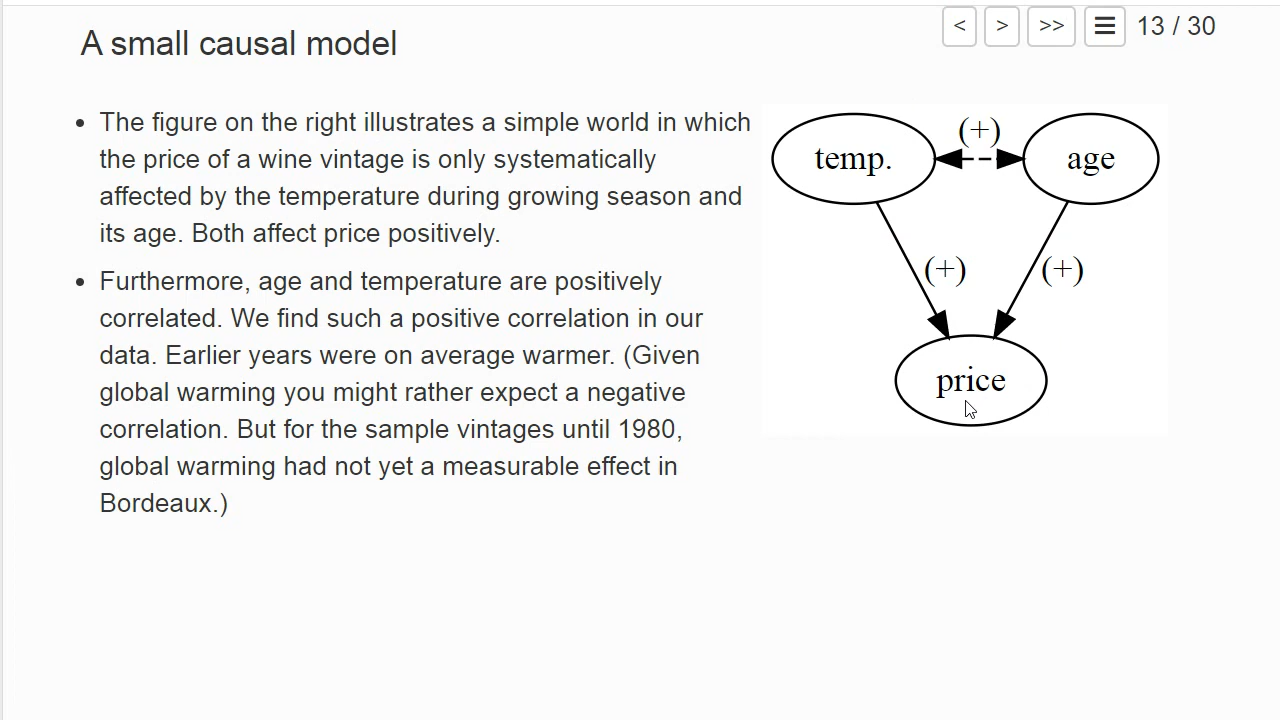 A small causal model
< > >> ☰ 13 / 30
• The figure on the right illustrates a simple world in which
the price of a wine vintage is only systematically
affected by the temperature during growing season and
its age. Both affect price positively.
• Furthermore, age and temperature are positively
correlated. We find such a positive correlation in our
data. Earlier years were on average warmer. (Given
global warming you might rather expect a negative
correlation. But for the sample vintages until 1980,
global warming had not yet a measurable effect in
Bordeaux.)
(+)
temp.
age
(+)
(+)
price